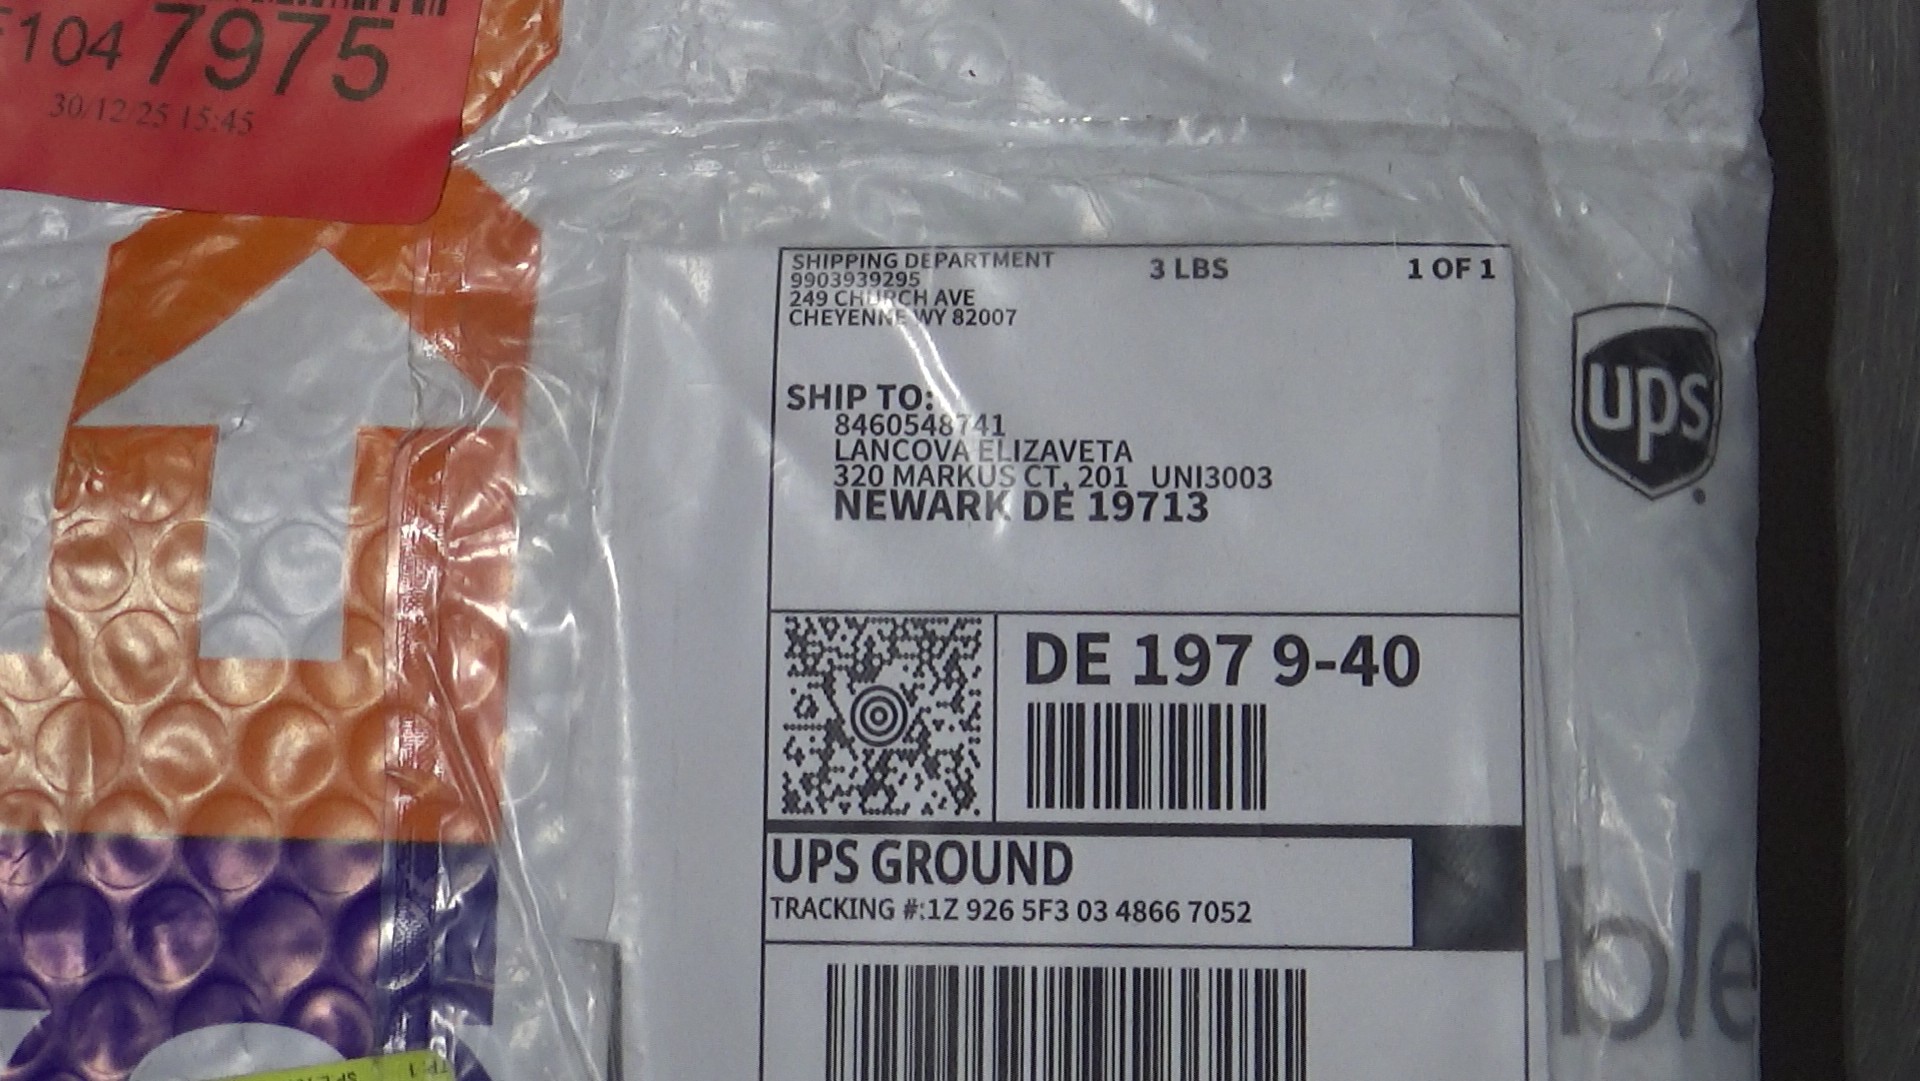 104 7975
30/12/25 15:45
SHIPPING DEPARTMENT
9903939295
249 CHURCH AVE
CHEYENNE WY 82007
3 LBS
1 OF 1
SHIP TO:
8460548741
LANCOVA ELIZAVETA
320 MARKUS CT, 201 UNI3003
NEWARK DE 19713
ups
DE 197 9-40
UPS GROUND
TRACKING #:1Z 926 5F3 03 4866 7052
ble